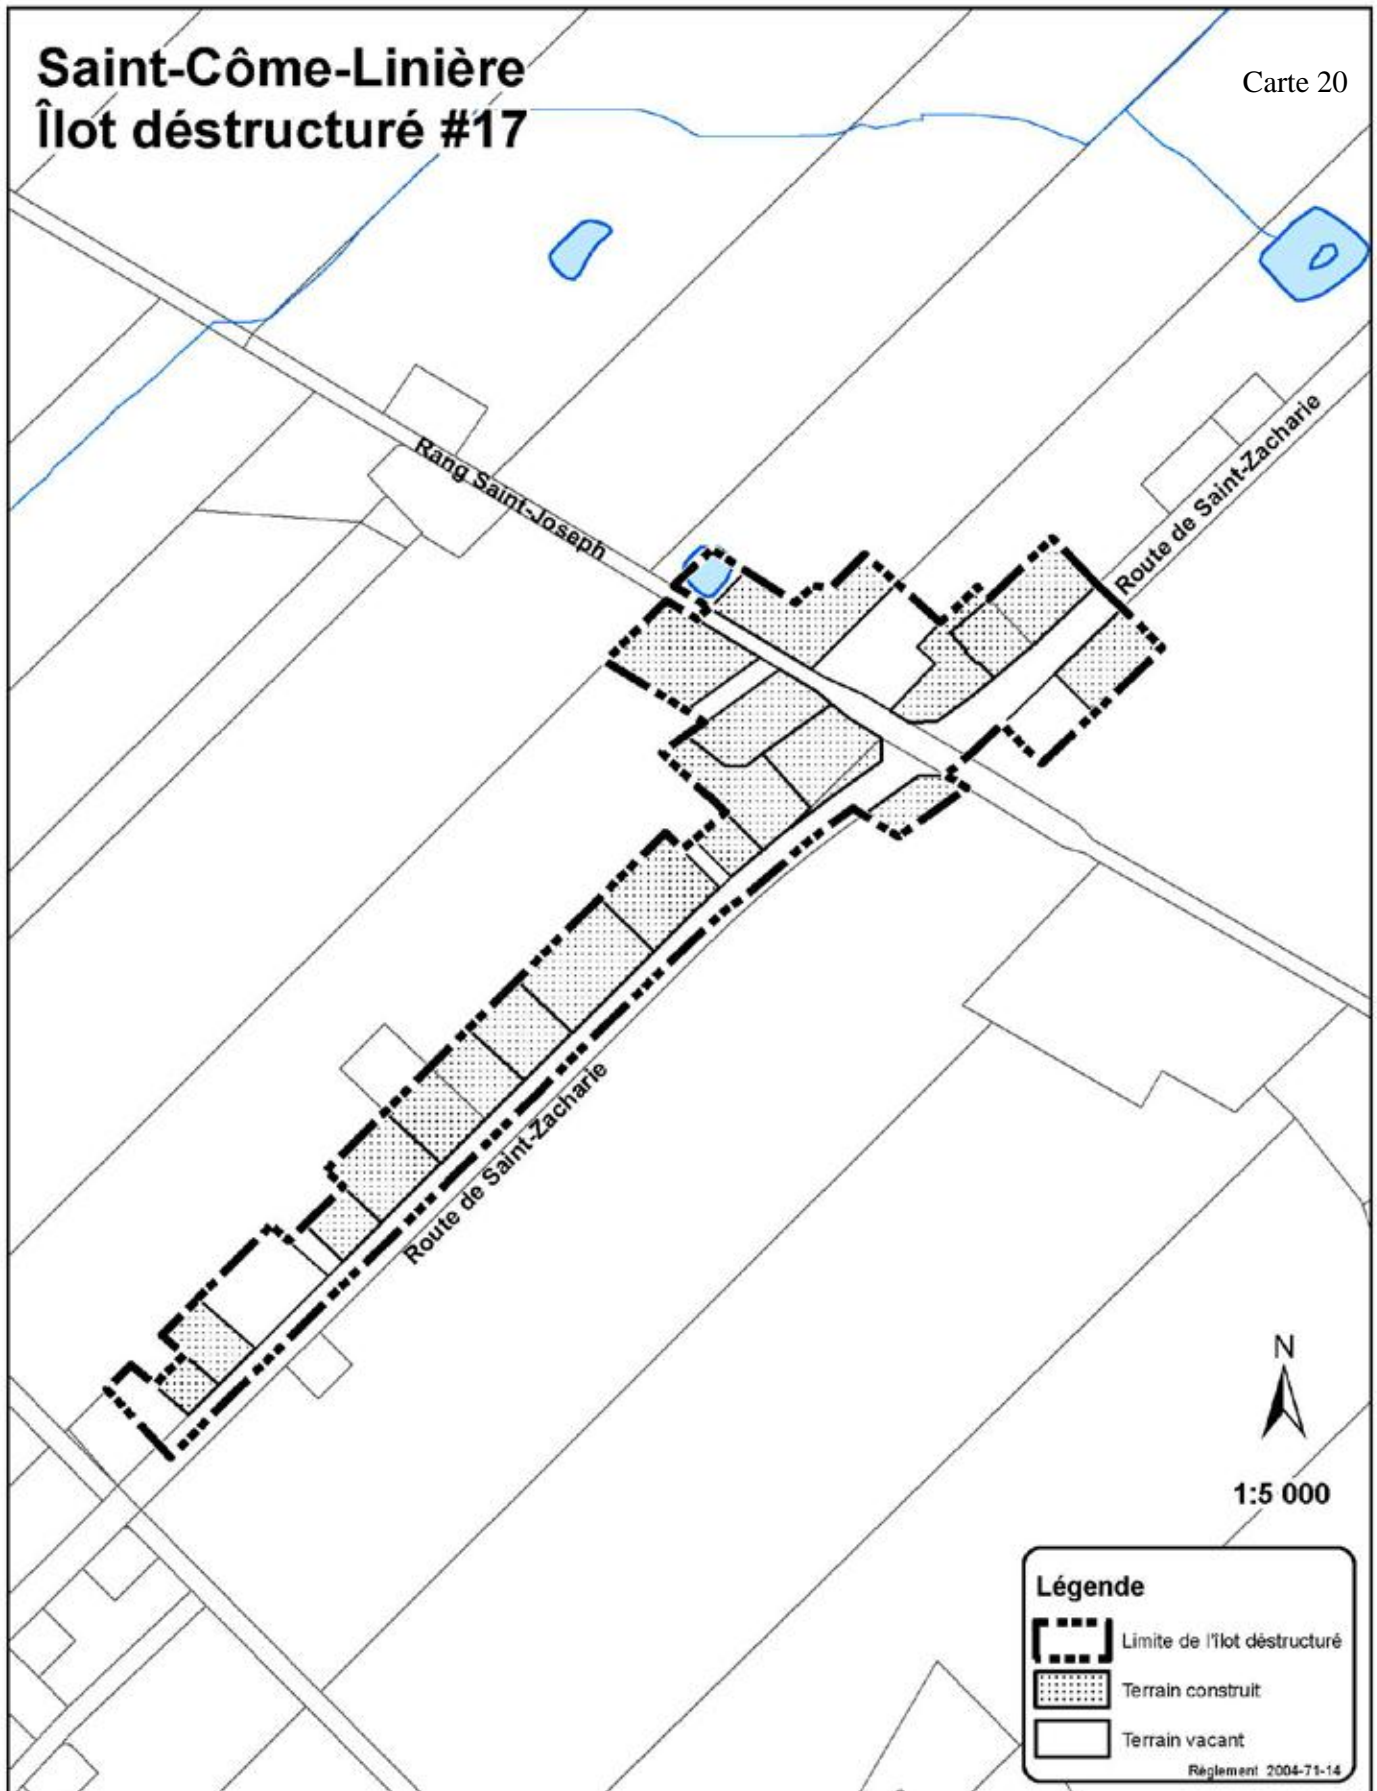 Saint-Côme-Linière
Îlot déstructuré #17
Carte 20
Rang Saint-Joseph
Route de Saint-Zacharie
Route de Saint-Zacharie
N
1:5 000
Légende
Limite de l'îlot déstructuré
Terrain construit
Terrain vacant
Règlement 2004-71-14